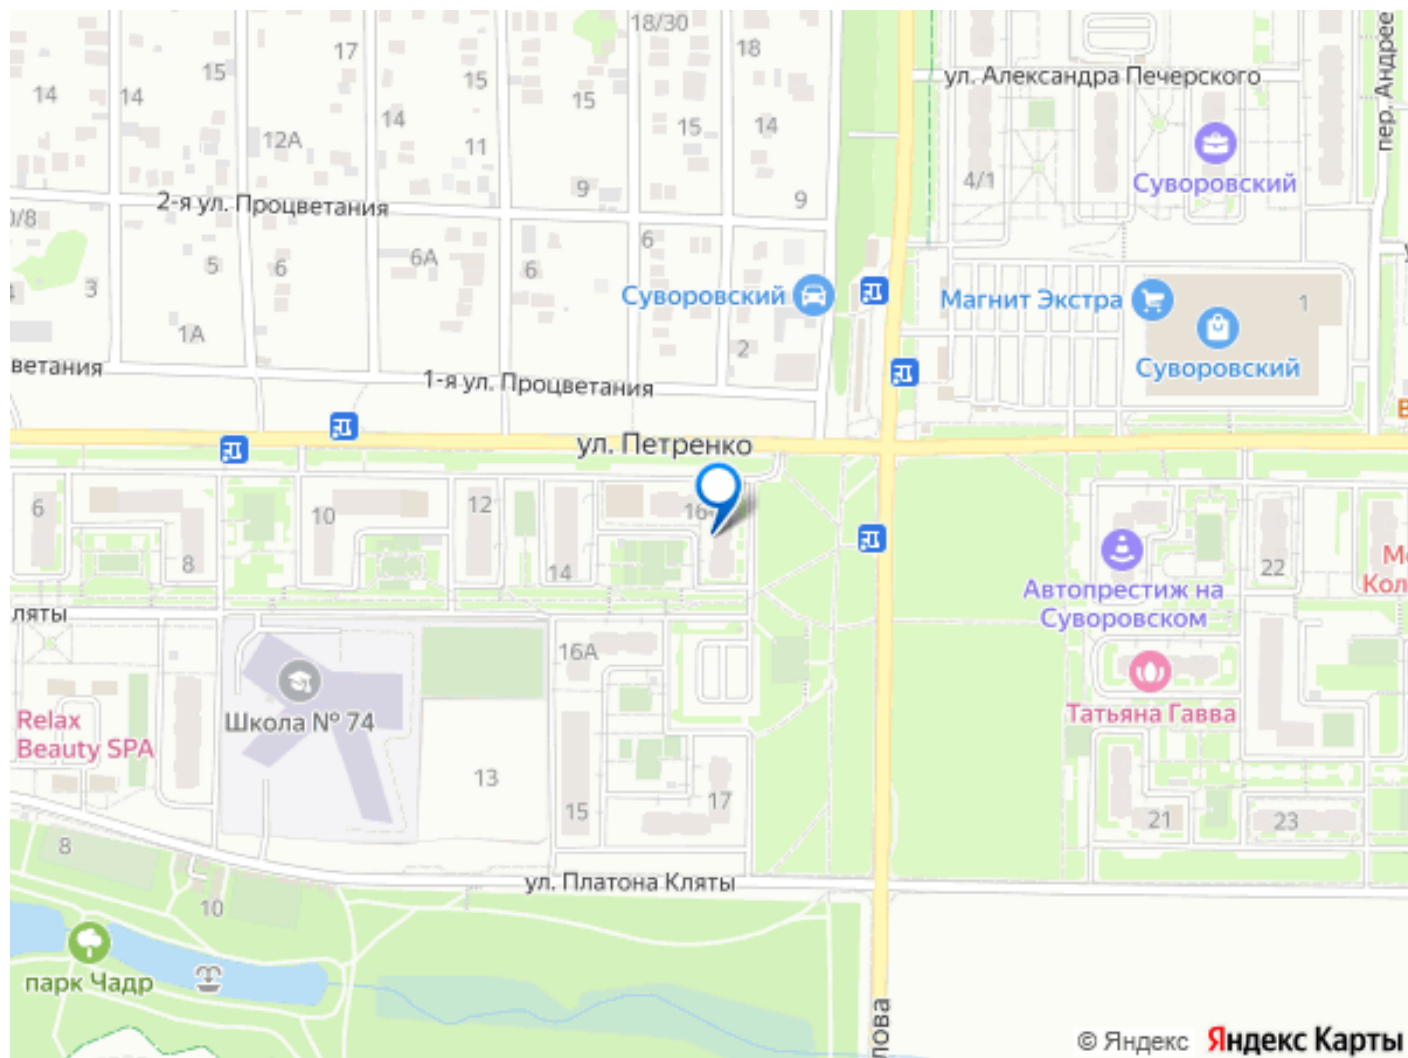 18/30
17
18
15
ул. Александра Печерского
пер. Андрее
14
14
15
15
14
15
14
12А
11
Суворовский
4/1
9
9
2-я ул. Процветания
0/8
6
6А
5
6
6
3
Суворовский
Магнит Экстра
1
1А
2
Суворовский
ветания
1-я ул. Процветания
ул. Петренко
6
10
12
16
8
14
22
Автопрестиж на
Суворовском
ляты
16А
Школа № 74
Relax
Beauty SPA
Татьяна Гавва
13
15
17
21
23
8
ул. Платона Кляты
10
парк Чадр
лова
© Яндекс Яндекс Карты